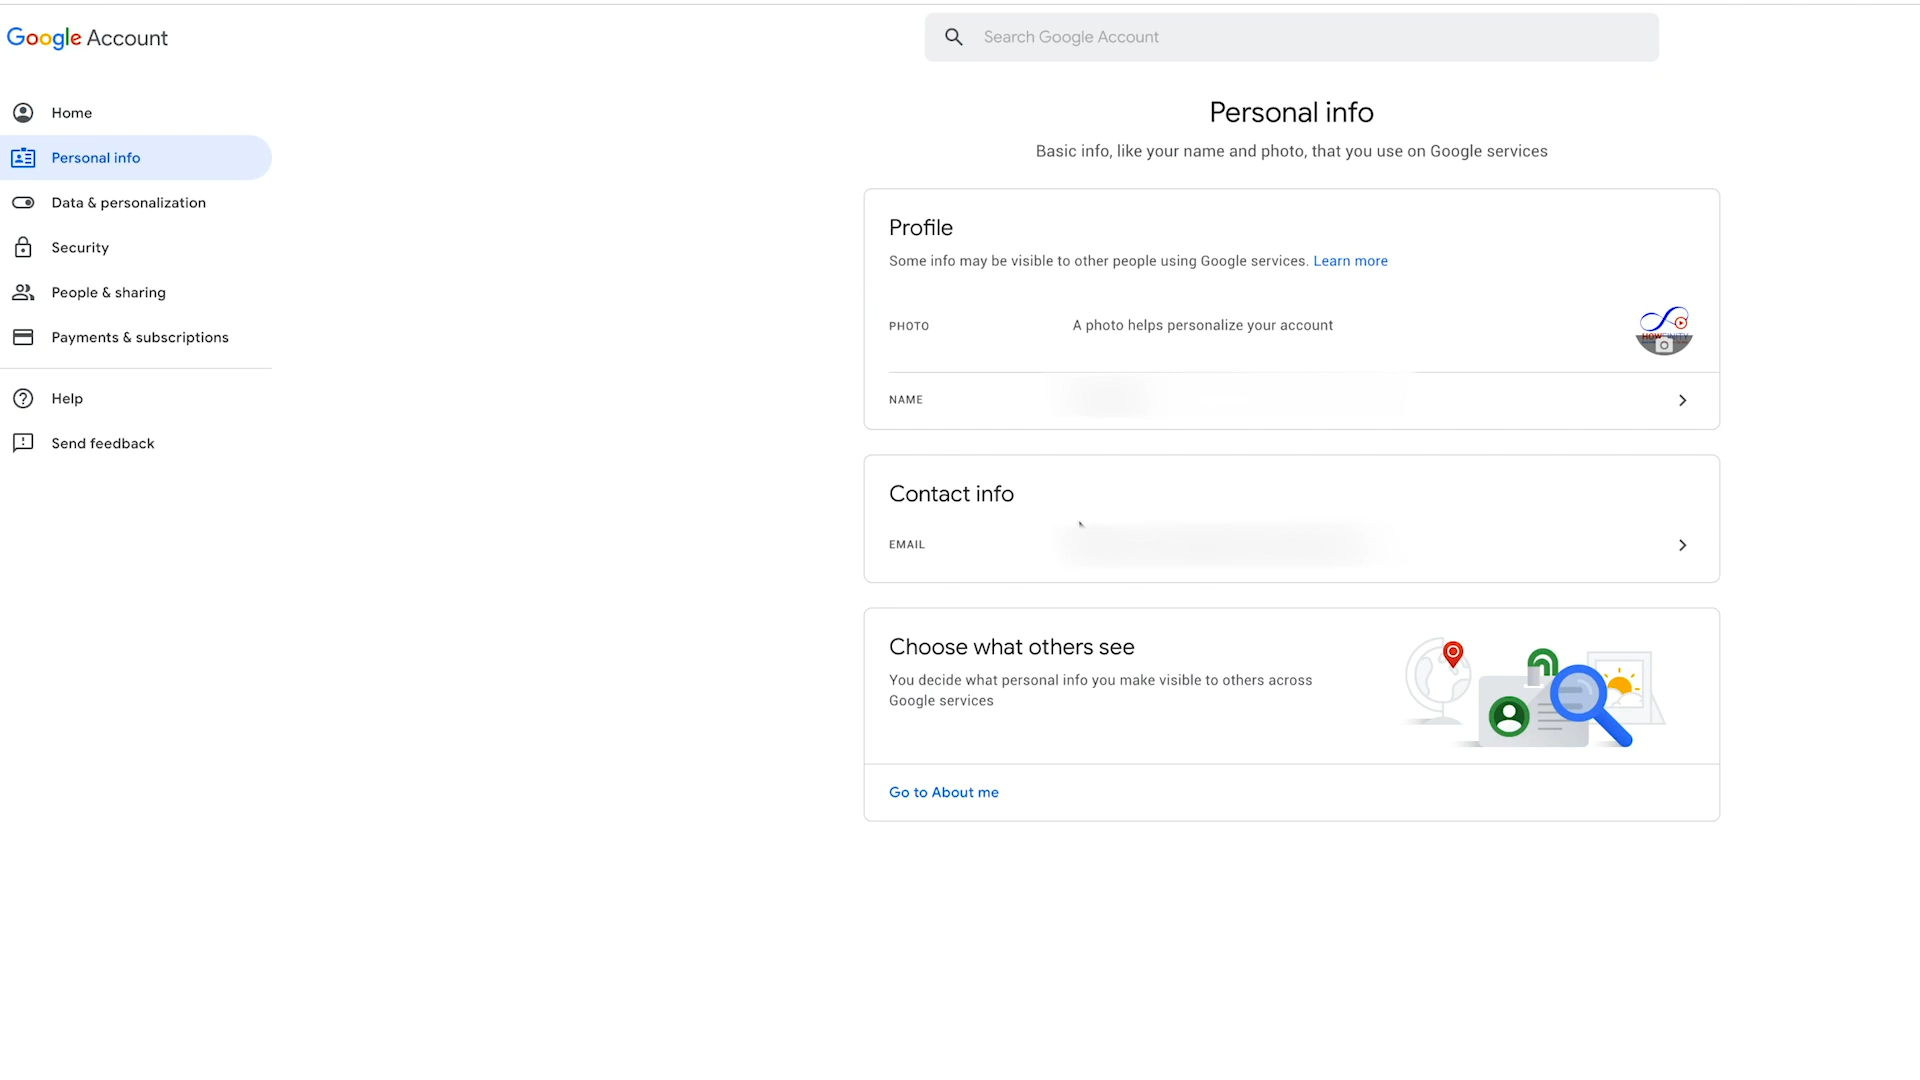 Google Account
Search Google Account
Home
Personal info
Data & personalization
Security
People & sharing
Payments & subscriptions
Help
Send feedback
Personal info
Basic info, like your name and photo, that you use on Google services
Profile
Some info may be visible to other people using Google services. Learn more
PHOTO
A photo helps personalize your account
HOWFINITY
NAME
Contact info
EMAIL
Choose what others see
You decide what personal info you make visible to others across
Google services
Go to About me